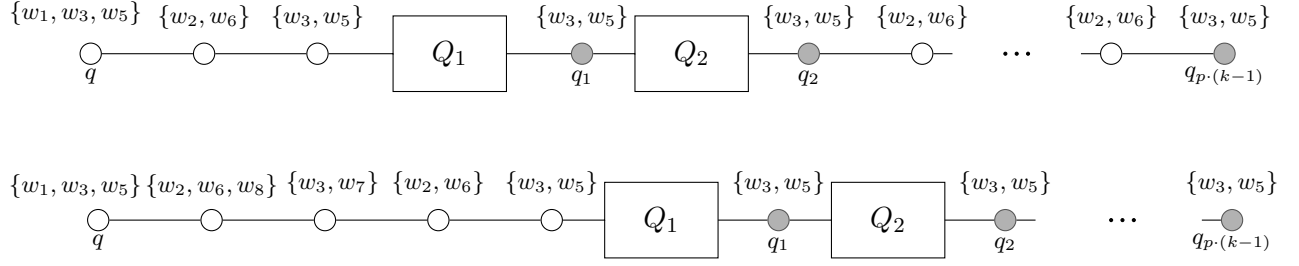 {w₁, w₃, w₅} {w₂, w₆} {w₃, w₅} {w₃, w₅} {w₃, w₅} {w₂, w₆} {w₂, w₆} {w₃, w₅}
Q₁ Q₂ ...
q q₁ q₂ qₚ.₍ₖ₋₁₎
{w₁, w₃, w₅} {w₂, w₆, w₈} {w₃, w₇} {w₂, w₆} {w₃, w₅} {w₃, w₅} {w₃, w₅} {w₃, w₅}
Q₁ Q₂ ...
q q₁ q₂ qₚ.₍ₖ₋₁₎